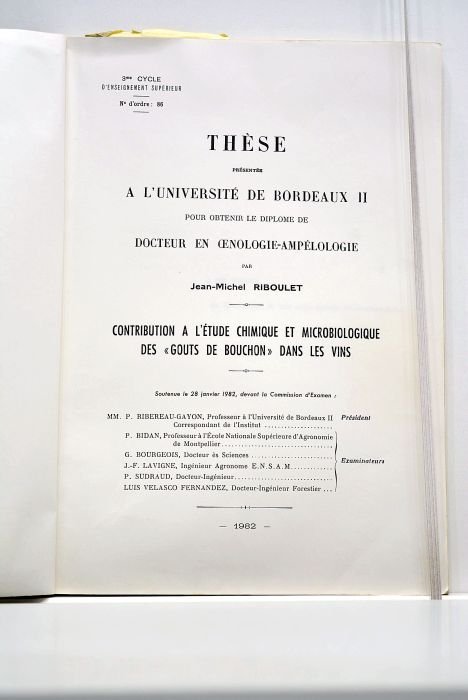 3me CYCLE
D'ENSEIGNEMENT SUPÉRIEUR
N° d'ordre : 86
THÈSE
PRÉSENTÉE
A L'UNIVERSITÉ DE BORDEAUX II
POUR OBTENIR LE DIPLOME DE
DOCTEUR EN ŒNOLOGIE-AMPÉLOLOGIE
PAR
Jean-Michel RIBOULET
CONTRIBUTION A L'ÉTUDE CHIMIQUE ET MICROBIOLOGIQUE
DES « GOUTS DE BOUCHON » DANS LES VINS
Soutenue le 28 janvier 1982, devant la Commission d'Examen :
MM. P. RIBEREAU-GAYON, Professeur à l'Université de Bordeaux II Président
Correspondant de l'Institut ....................
P. BIDAN, Professeur à l'École Nationale Supérieure d'Agronomie
de Montpellier.................................
G. BOURGEOIS, Docteur ès Sciences ........................
J.-F. LAVIGNE, Ingénieur Agronome E.N.S.A.M............. Examinateurs
P. SUDRAUD, Docteur-Ingénieur............................
LUIS VELASCO FERNANDEZ, Docteur-Ingénieur Forestier ...
— 1982 —